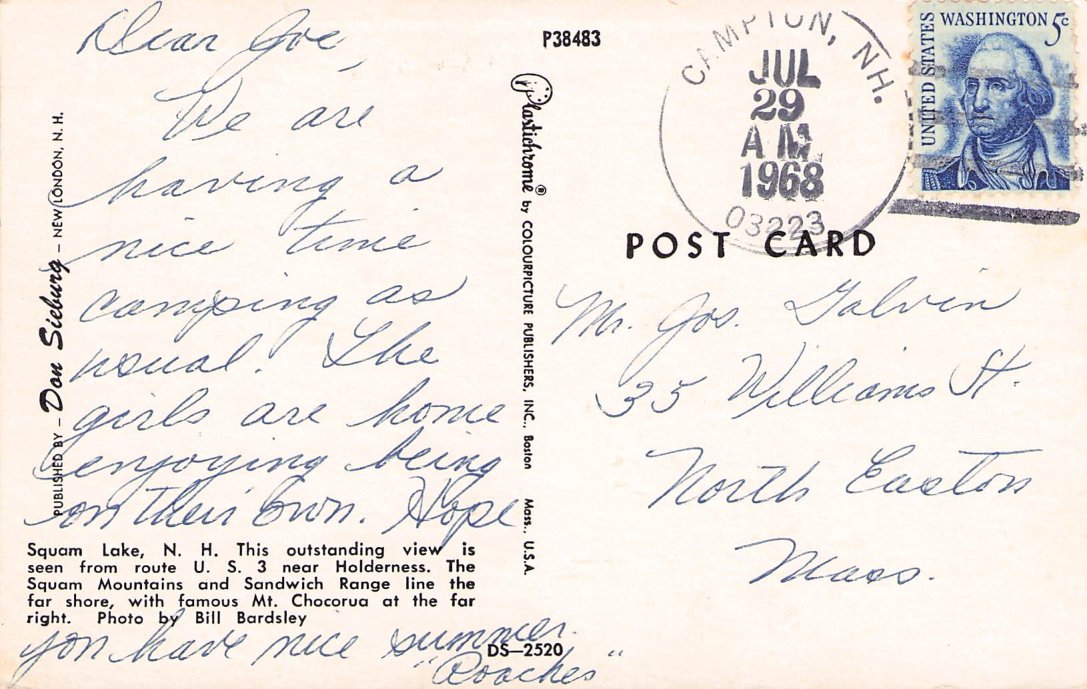 Dear Joe,
We are
having a
nice time
camping as
usual. The
girls are home
enjoying being
on their own. Hope
Squam Lake, N. H. This outstanding view is
seen from route U. S. 3 near Holderness. The
Squam Mountains and Sandwich Range line the
far shore, with famous Mt. Chocorua at the far
right. Photo by Bill Bardsley
you have nice summer.
"Roaches"
DS-2520
PUBLISHED BY - Don Sieburg - NEW LONDON, N. H.
Plastichrome® by COLOURPICTURE PUBLISHERS, INC., Boston Mass., U.S.A.
P38483
CAMPTON, NH.
JUL
29
A M
1968
03223
UNITED STATES
WASHINGTON 5c
POST CARD
Mr. Jos. Galvin
35 Williams St.
North Easton
Mass.